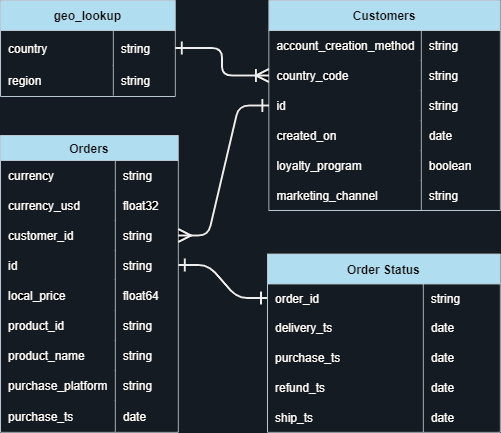 geo_lookup
country string
region string
Customers
account_creation_method string
country_code string
id string
created_on date
loyalty_program boolean
marketing_channel string
Orders
currency string
currency_usd float32
customer_id string
id string
local_price float64
product_id string
product_name string
purchase_platform string
purchase_ts date
Order Status
order_id string
delivery_ts date
purchase_ts date
refund_ts date
ship_ts date